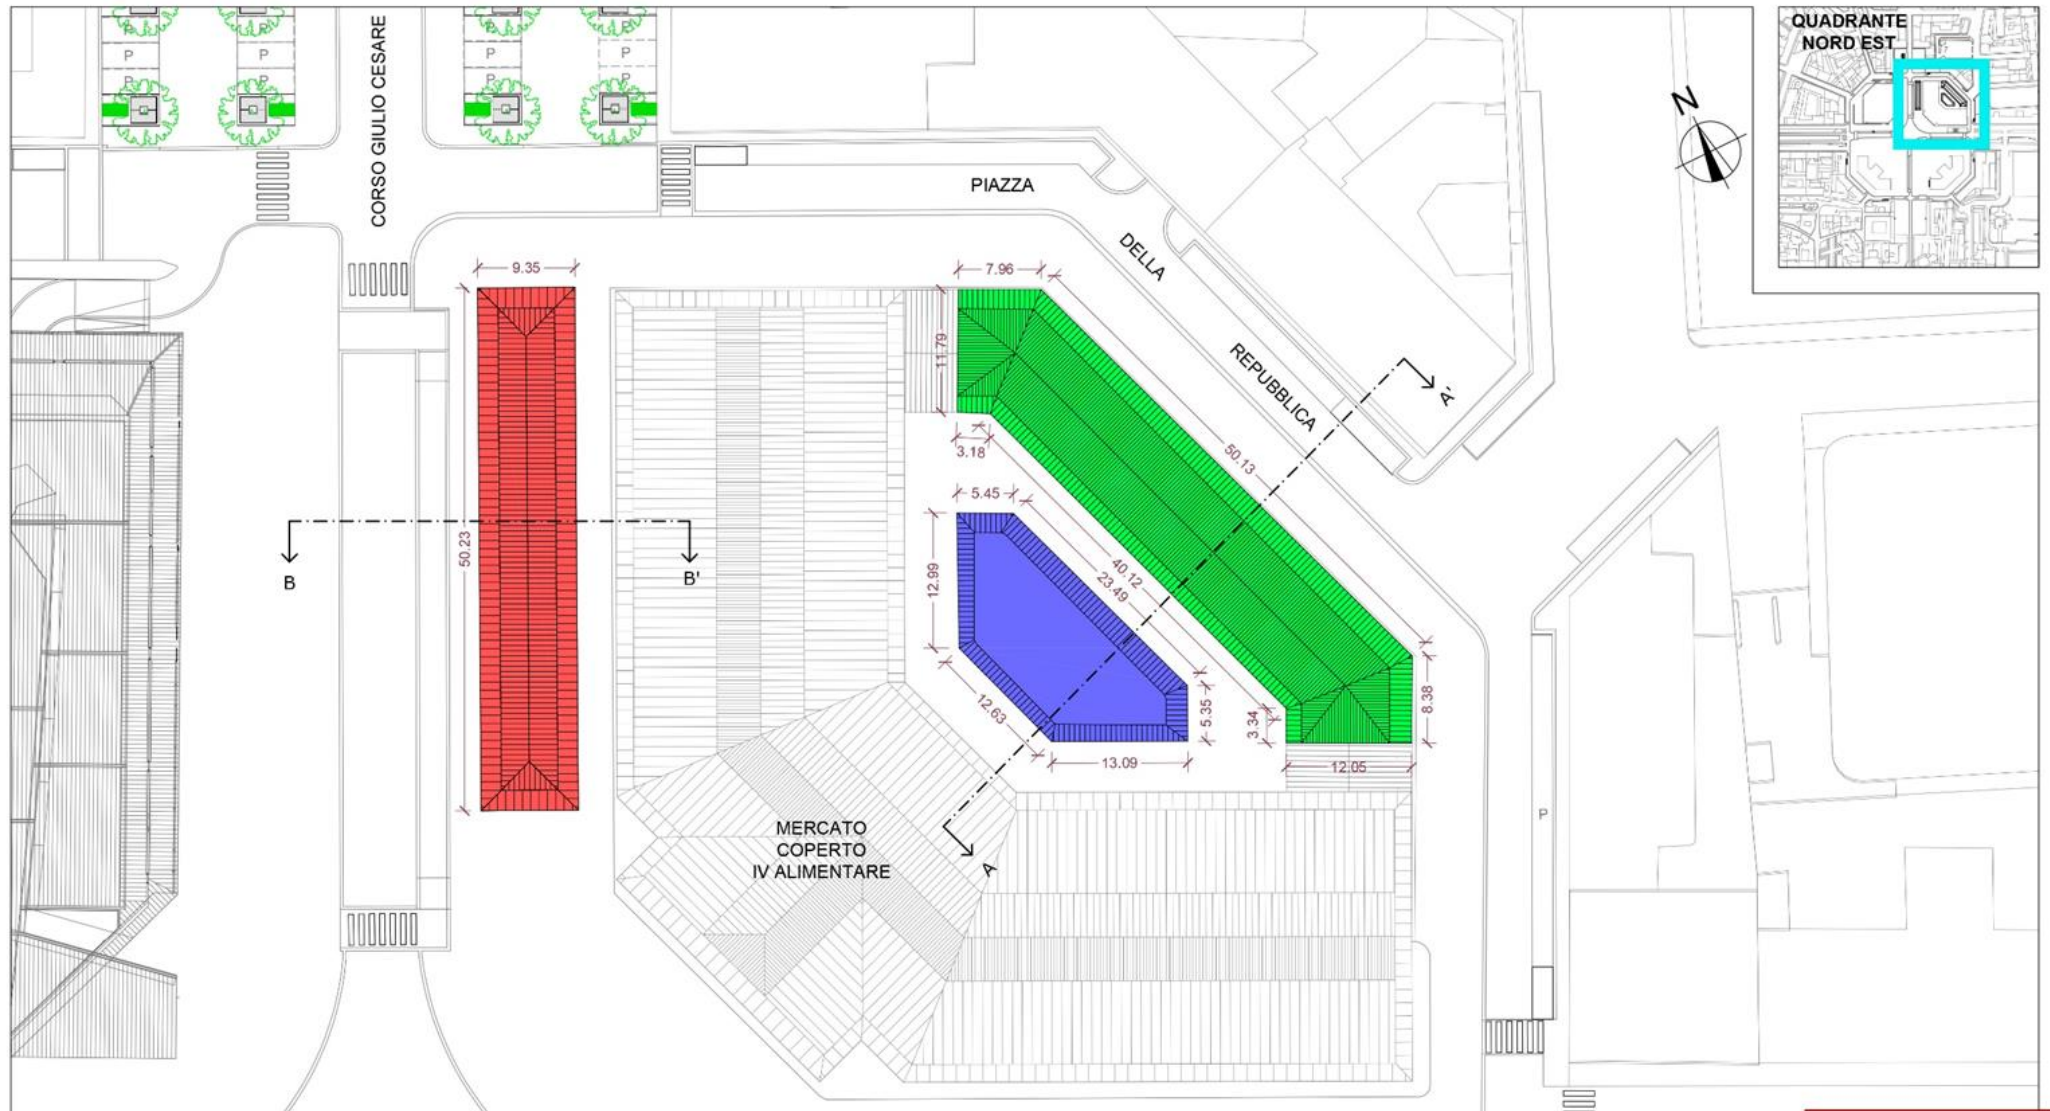 P
P
P
P
P
P
P
P
P
P
CORSO GIULIO CESARE
QUADRANTE
NORD EST
N
PIAZZA
DELLA
REPUBBLICA
9.35
7.96
11.79
3.18
50.13
A'
5.45
50.23
B
B'
12.99
40.12
23.49
12.63
5.35
3.34
8.38
13.09
12.05
MERCATO
COPERTO
IV ALIMENTARE
A
P